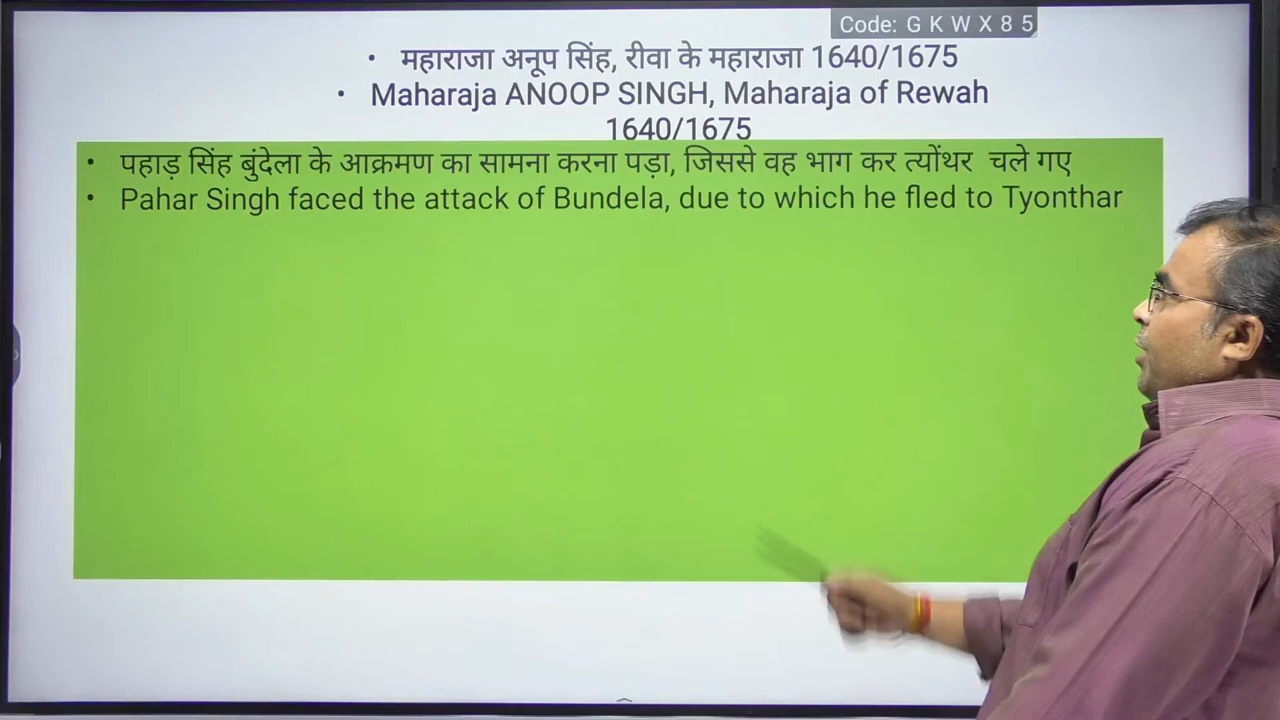 Code: G K W X 8 5
• महाराजा अनूप सिंह, रीवा के महाराजा 1640/1675
• Maharaja ANOOP SINGH, Maharaja of Rewah
1640/1675
• पहाड़ सिंह बुंदेला के आक्रमण का सामना करना पड़ा, जिससे वह भाग कर त्योंथर चले गए
• Pahar Singh faced the attack of Bundela, due to which he fled to Tyonthar